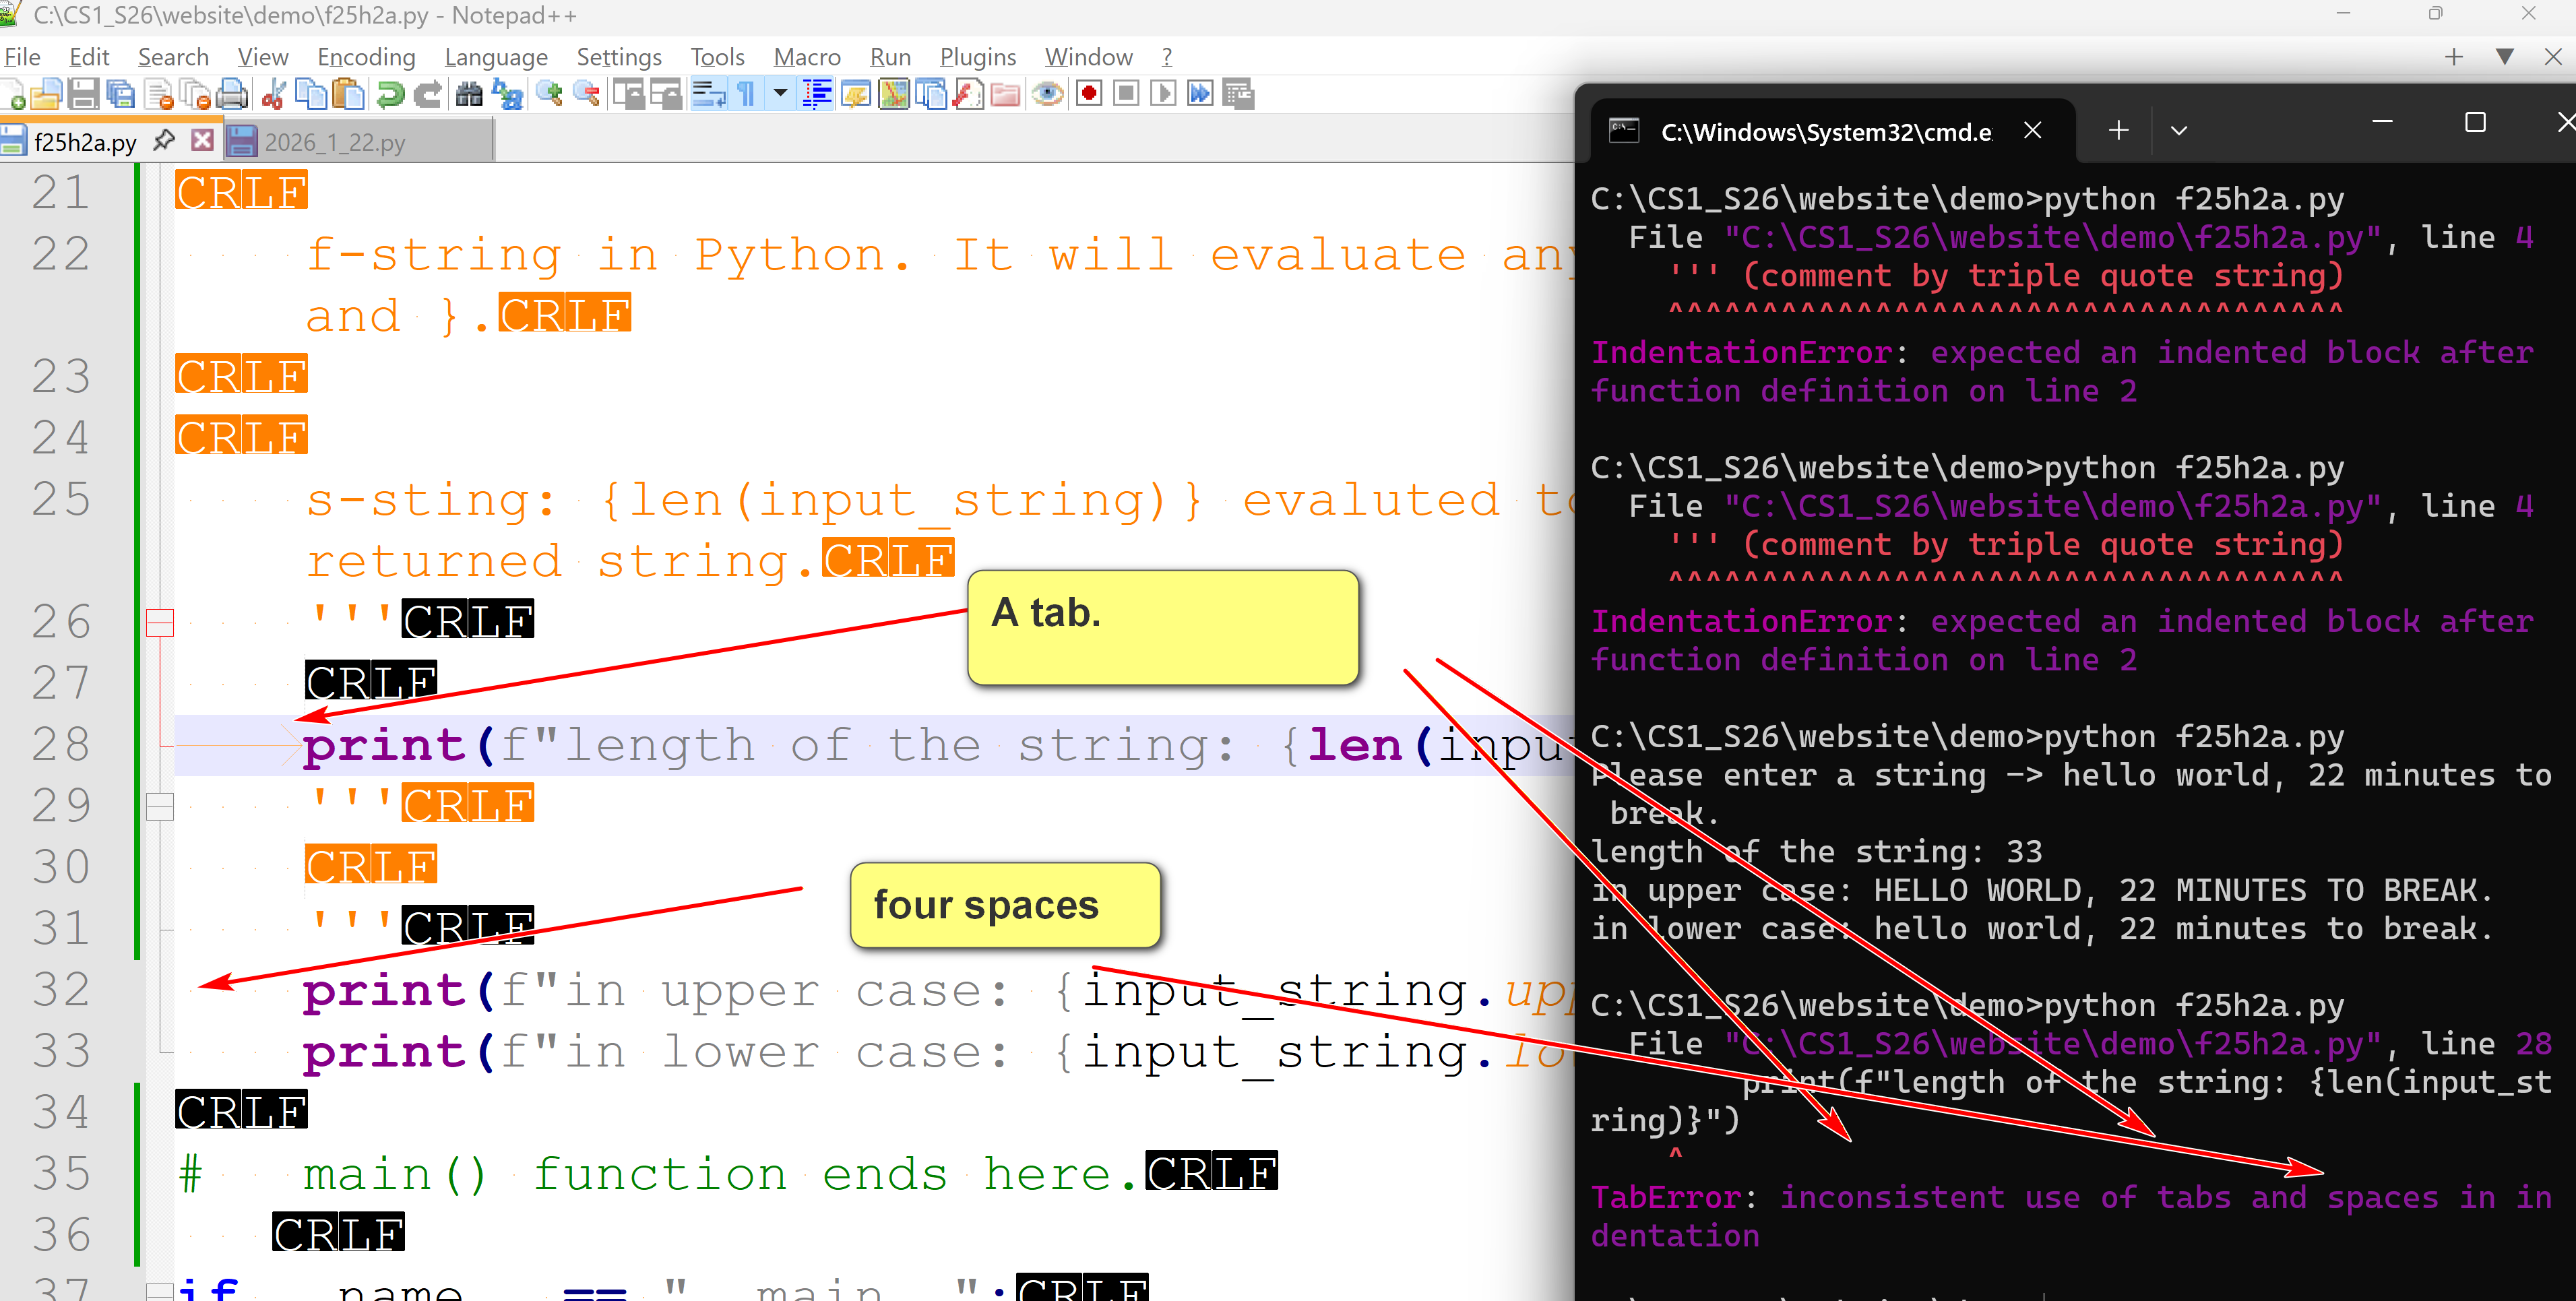 C:\CS1_S26\website\demo\f25h2a.py - Notepad++
File Edit Search View Encoding Language Settings Tools Macro Run Plugins Window ?
f25h2a.py 2026_1_22.py
21 CRLF
22 f-string in Python. It will evaluate any
and }.CRLF
23 CRLF
24 CRLF
25 s-sting: {len(input_string)} evaluted to
returned string.CRLF
26 '''CRLF
27 CRLF
28 print(f"length of the string: {len(input
29 '''CRLF
30 CRLF
31 '''CRLF
32 print(f"in upper case: {input_string.upp
33 print(f"in lower case: {input_string.lo
34 CRLF
35 # main() function ends here.CRLF
36 CRLF
37 if __name__ == "__main__":CRLF
A tab.
four spaces
C:\Windows\System32\cmd.e
C:\CS1_S26\website\demo>python f25h2a.py
File "C:\CS1_S26\website\demo\f25h2a.py", line 4
''' (comment by triple quote string)
^^^^^^^^^^^^^^^^^^^^^^^^^^^^^^^^^^^^
IndentationError: expected an indented block after
function definition on line 2
C:\CS1_S26\website\demo>python f25h2a.py
File "C:\CS1_S26\website\demo\f25h2a.py", line 4
''' (comment by triple quote string)
^^^^^^^^^^^^^^^^^^^^^^^^^^^^^^^^^^^^
IndentationError: expected an indented block after
function definition on line 2
C:\CS1_S26\website\demo>python f25h2a.py
Please enter a string -> hello world, 22 minutes to
break.
length of the string: 33
in upper case: HELLO WORLD, 22 MINUTES TO BREAK.
in lower case: hello world, 22 minutes to break.
C:\CS1_S26\website\demo>python f25h2a.py
File "C:\CS1_S26\website\demo\f25h2a.py", line 28
print(f"length of the string: {len(input_st
ring)}")
^
TabError: inconsistent use of tabs and spaces in in
dentation